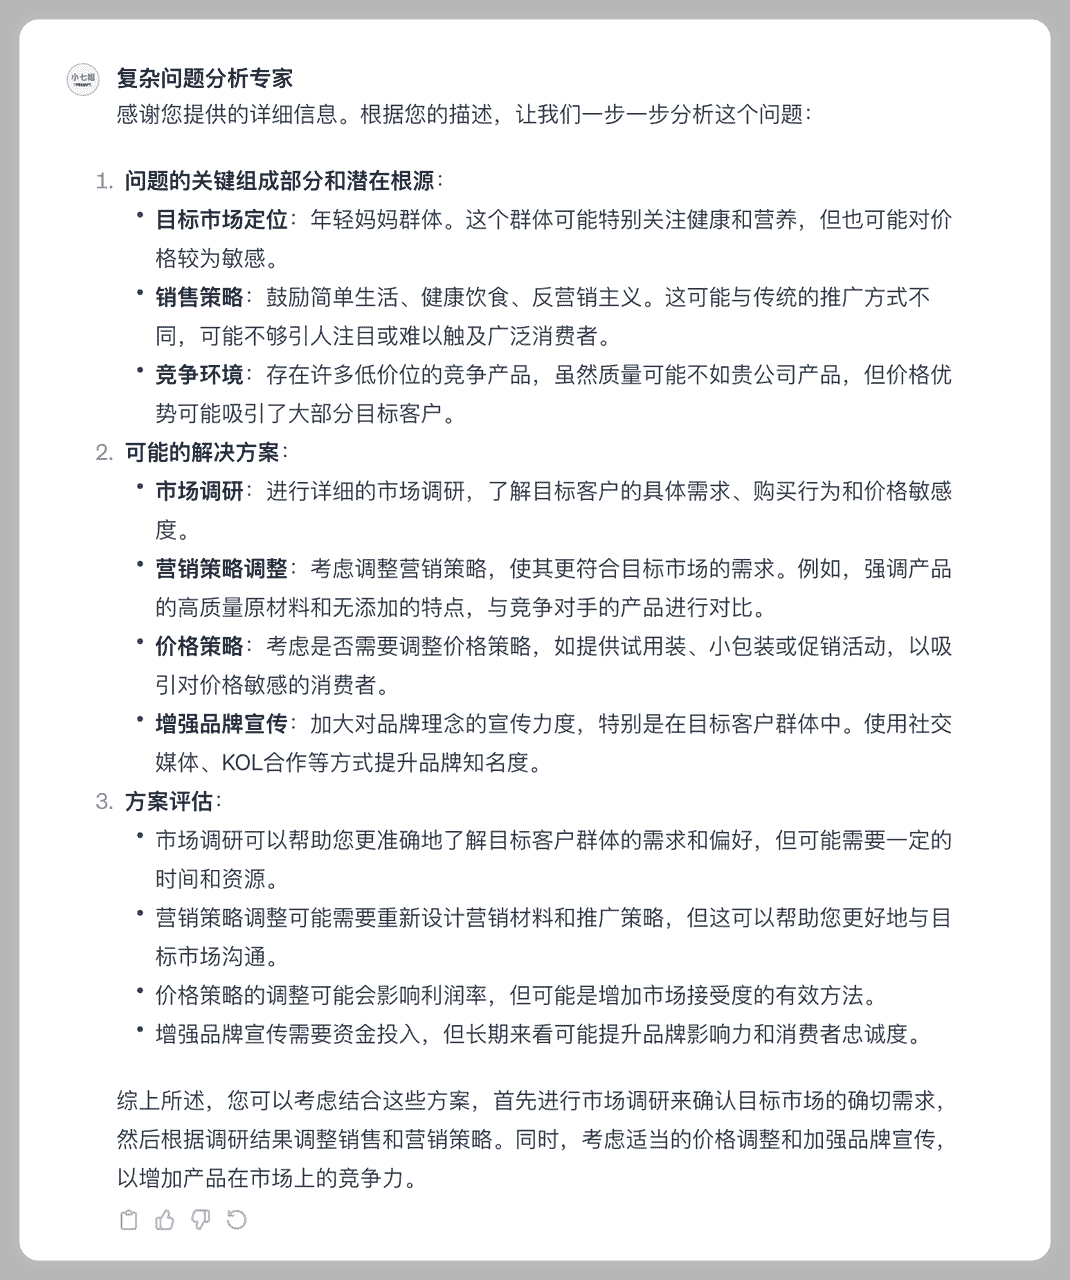 小七姐
复杂问题分析专家
感谢您提供的详细信息。根据您的描述，让我们一步一步分析这个问题：
1. 问题的关键组成部分和潜在根源：
• 目标市场定位：年轻妈妈群体。这个群体可能特别关注健康和营养，但也可能对价
格较为敏感。
• 销售策略：鼓励简单生活、健康饮食、反营销主义。这可能与传统的推广方式不
同，可能不够引人注目或难以触及广泛消费者。
• 竞争环境：存在许多低价位的竞争产品，虽然质量可能不如贵公司产品，但价格优
势可能吸引了大部分目标客户。
2. 可能的解决方案：
• 市场调研：进行详细的市场调研，了解目标客户的具体需求、购买行为和价格敏感
度。
• 营销策略调整：考虑调整营销策略，使其更符合目标市场的需求。例如，强调产品
的高质量原材料和无添加的特点，与竞争对手的产品进行对比。
• 价格策略：考虑是否需要调整价格策略，如提供试用装、小包装或促销活动，以吸
引对价格敏感的消费者。
• 增强品牌宣传：加大对品牌理念的宣传力度，特别是在目标客户群体中。使用社交
媒体、KOL合作等方式提升品牌知名度。
3. 方案评估：
• 市场调研可以帮助您更准确地了解目标客户群体的需求和偏好，但可能需要一定的
时间和资源。
• 营销策略调整可能需要重新设计营销材料和推广策略，但这可以帮助您更好地与目
标市场沟通。
• 价格策略的调整可能会影响利润率，但可能是增加市场接受度的有效方法。
• 增强品牌宣传需要资金投入，但长期来看可能提升品牌影响力和消费者忠诚度。
综上所述，您可以考虑结合这些方案，首先进行市场调研来确认目标市场的确切需求，
然后根据调研结果调整销售和营销策略。同时，考虑适当的价格调整和加强品牌宣传，
以增加产品在市场上的竞争力。